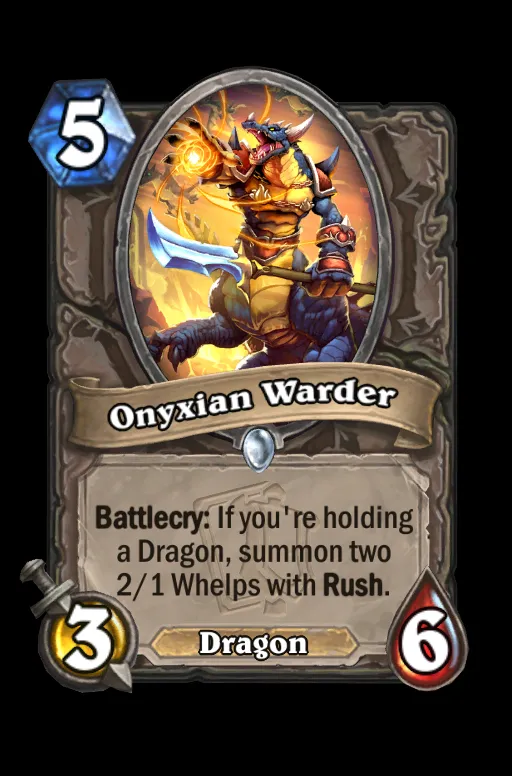 5
Onyxian Warder
Battlecry: If you're holding
a Dragon, summon two
2/1 Whelps with Rush.
3
Dragon
6